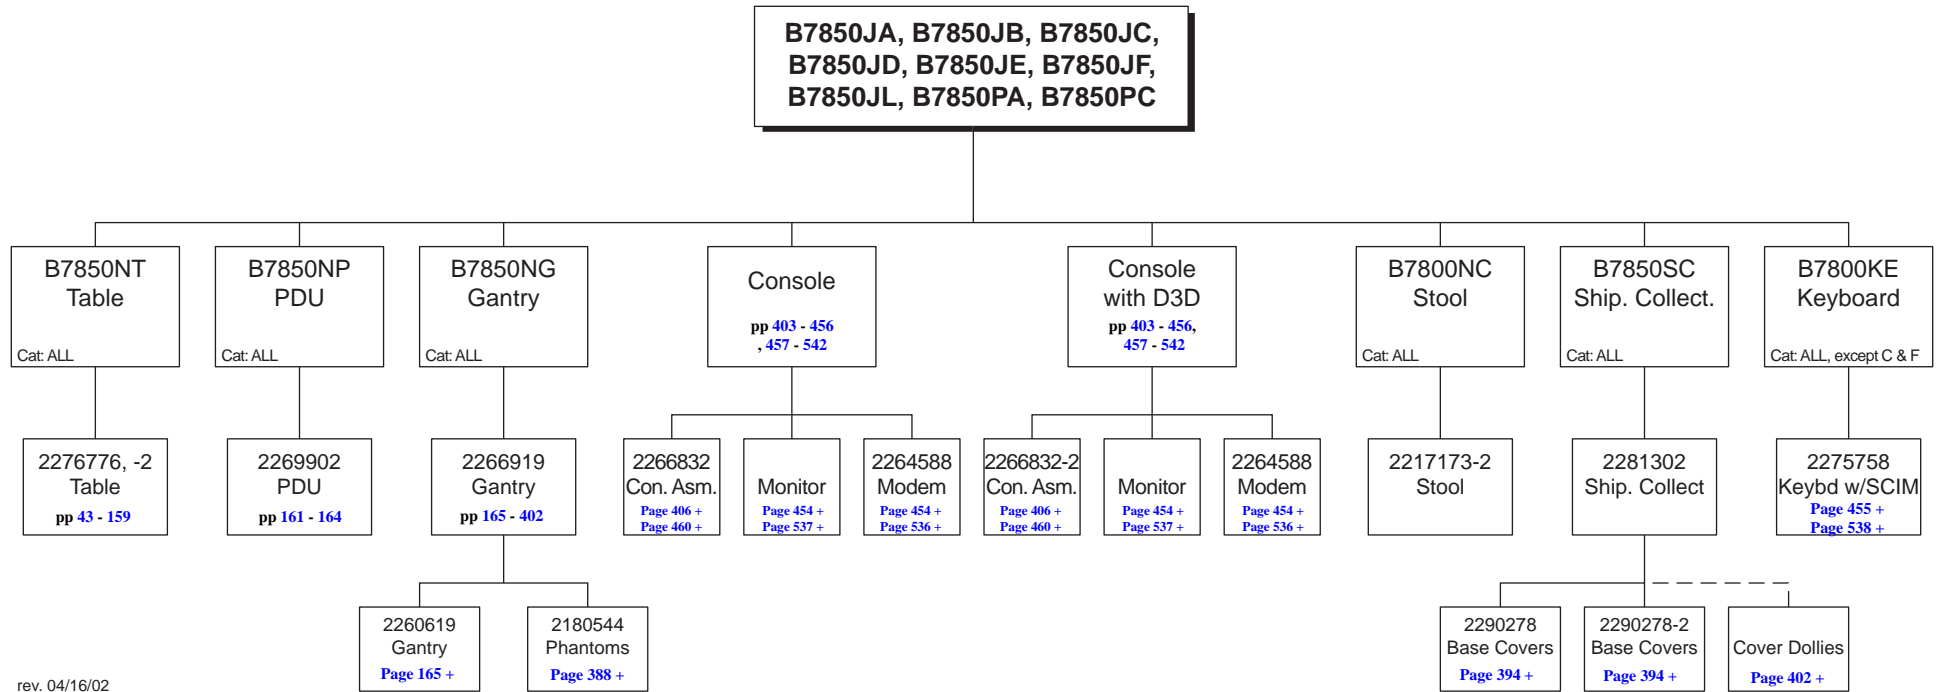 B7850JA, B7850JB, B7850JC,
B7850JD, B7850JE, B7850JF,
B7850JL, B7850PA, B7850PC
B7850NT
Table
Cat: ALL
B7850NP
PDU
Cat: ALL
B7850NG
Gantry
Cat: ALL
Console
pp 403 - 456
, 457 - 542
Console
with D3D
pp 403 - 456,
457 - 542
B7800NC
Stool
Cat: ALL
B7850SC
Ship. Collect.
Cat: ALL
B7800KE
Keyboard
Cat: ALL, except C & F
2276776, -2
Table
pp 43 - 159
2269902
PDU
pp 161 - 164
2266919
Gantry
pp 165 - 402
2266832
Con. Asm.
Page 406 +
Page 460 +
Monitor
Page 454 +
Page 537 +
2264588
Modem
Page 454 +
Page 536 +
2266832-2
Con. Asm.
Page 406 +
Page 460 +
Monitor
Page 454 +
Page 537 +
2264588
Modem
Page 454 +
Page 536 +
2217173-2
Stool
2281302
Ship. Collect
2275758
Keybd w/SCIM
Page 455 +
Page 538 +
2260619
Gantry
Page 165 +
2180544
Phantoms
Page 388 +
2290278
Base Covers
Page 394 +
2290278-2
Base Covers
Page 394 +
Cover Dollies
Page 402 +
rev. 04/16/02